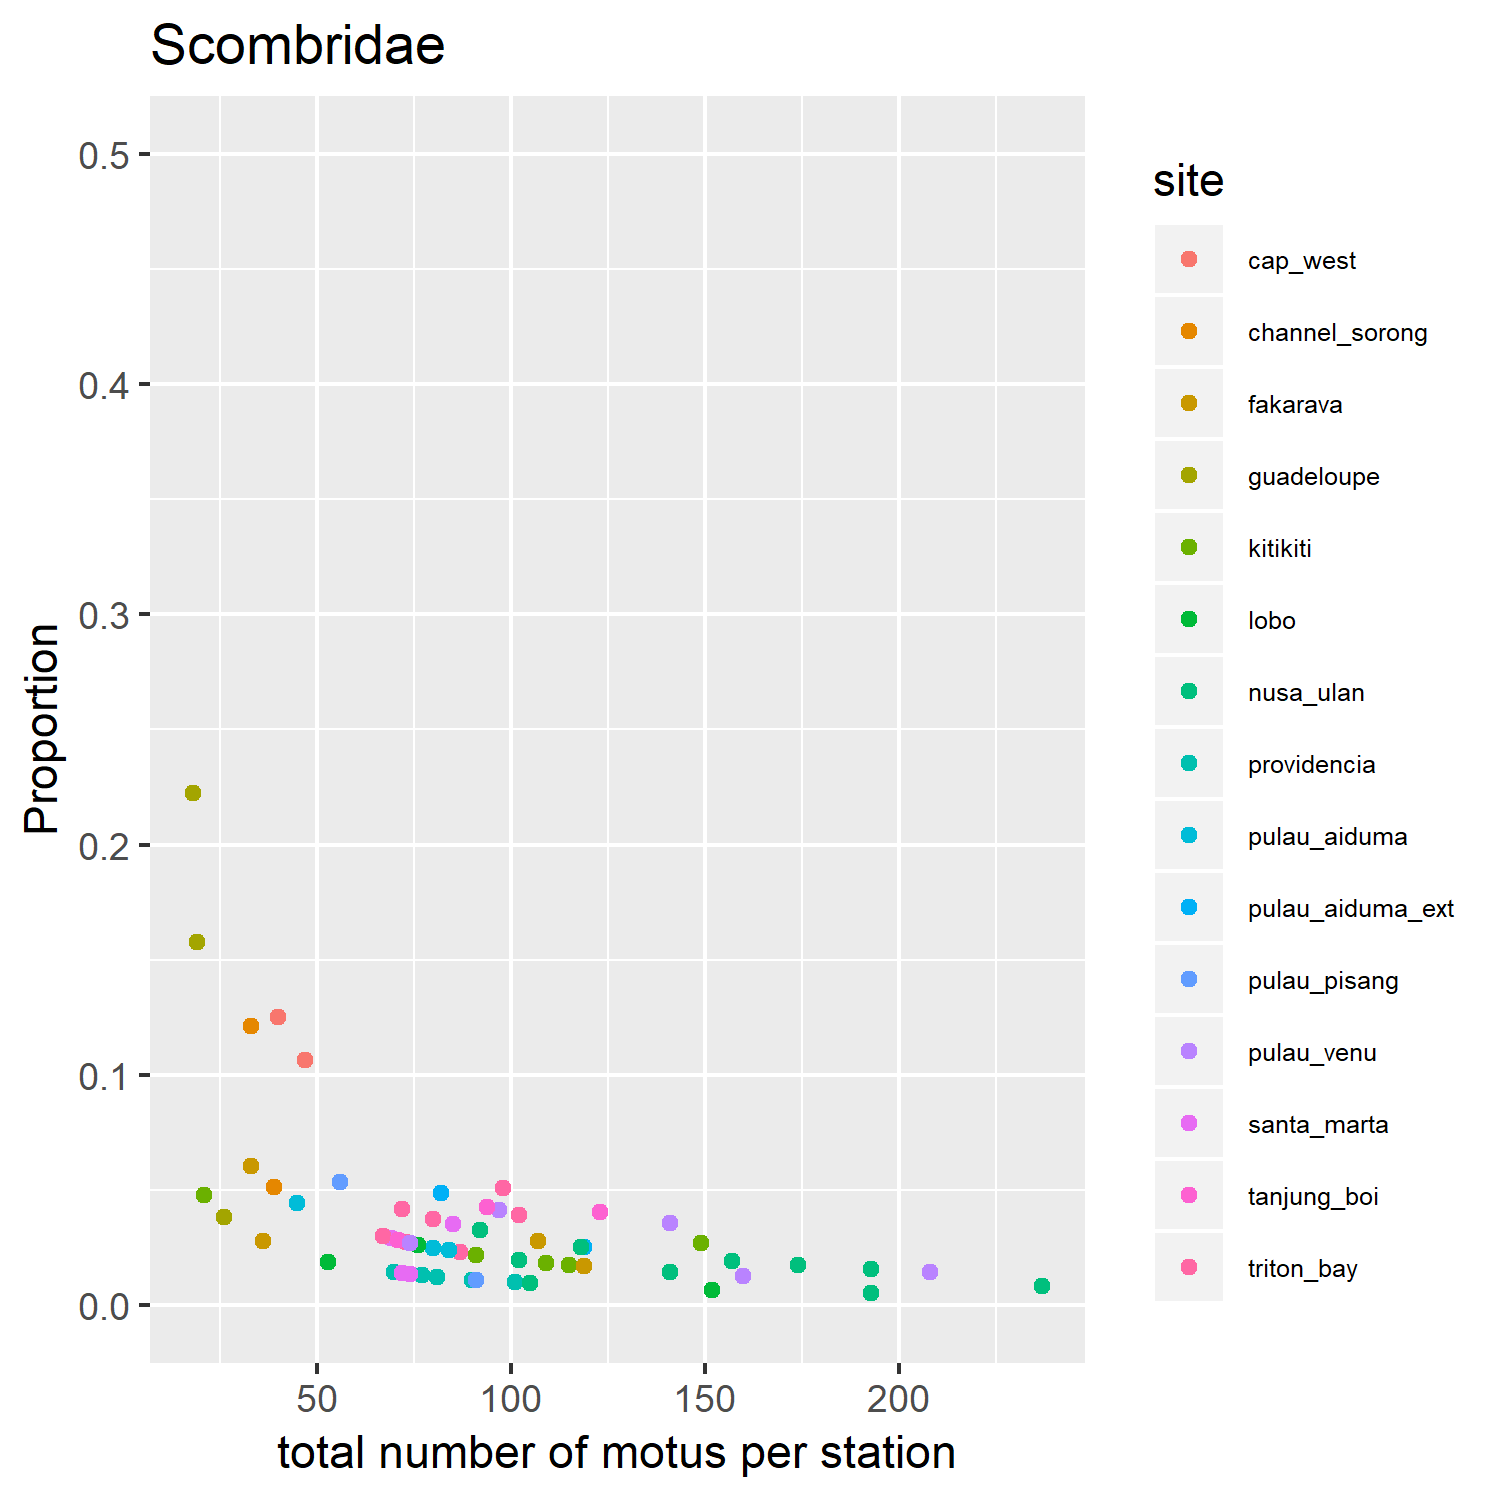 Scombridae
0.5
0.4
0.3
0.2
0.1
0.0
Proportion
50 100 150 200
total number of motus per station
site
cap_west
channel_sorong
fakarava
guadeloupe
kitikiti
lobo
nusa_ulan
providencia
pulau_aiduma
pulau_aiduma_ext
pulau_pisang
pulau_venu
santa_marta
tanjung_boi
triton_bay